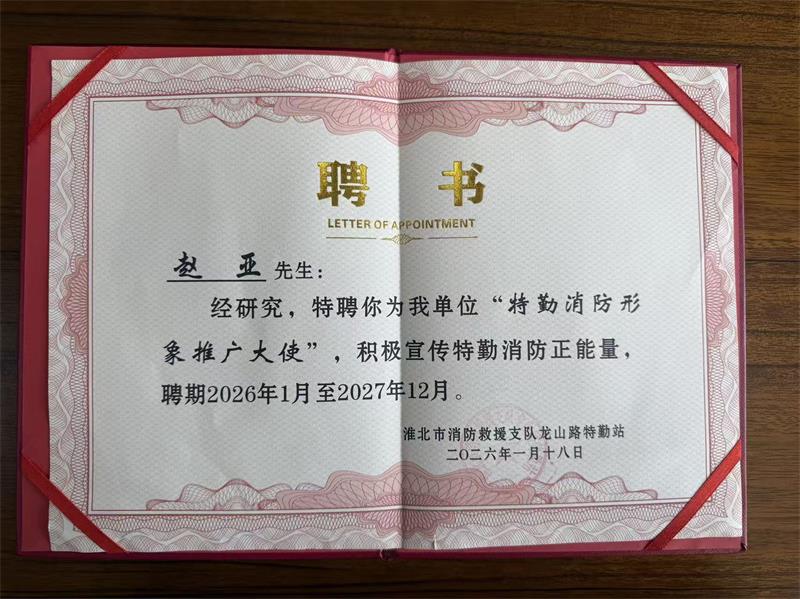 聘 书
LETTER OF APPOINTMENT
赵 亚 先生：
经研究，特聘你为我单位“特勤消防形
象推广大使”，积极宣传特勤消防正能量，
聘期2026年1月至2027年12月。
淮北市消防救援支队龙山路特勤站
二〇二六年一月十八日